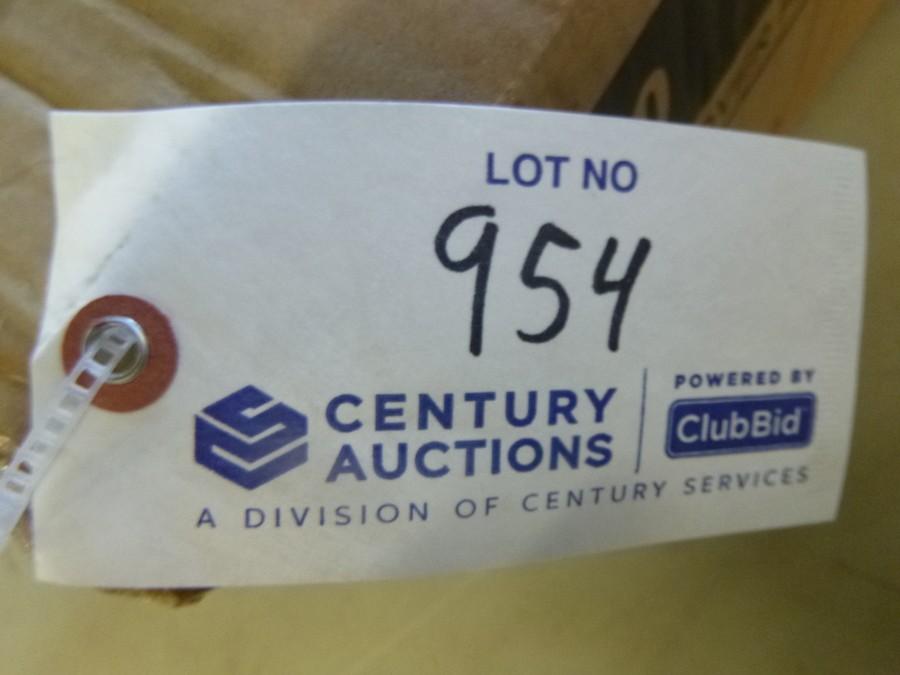 LOT NO
954
CENTURY
AUCTIONS
POWERED BY
ClubBid
A DIVISION OF CENTURY SERVICES